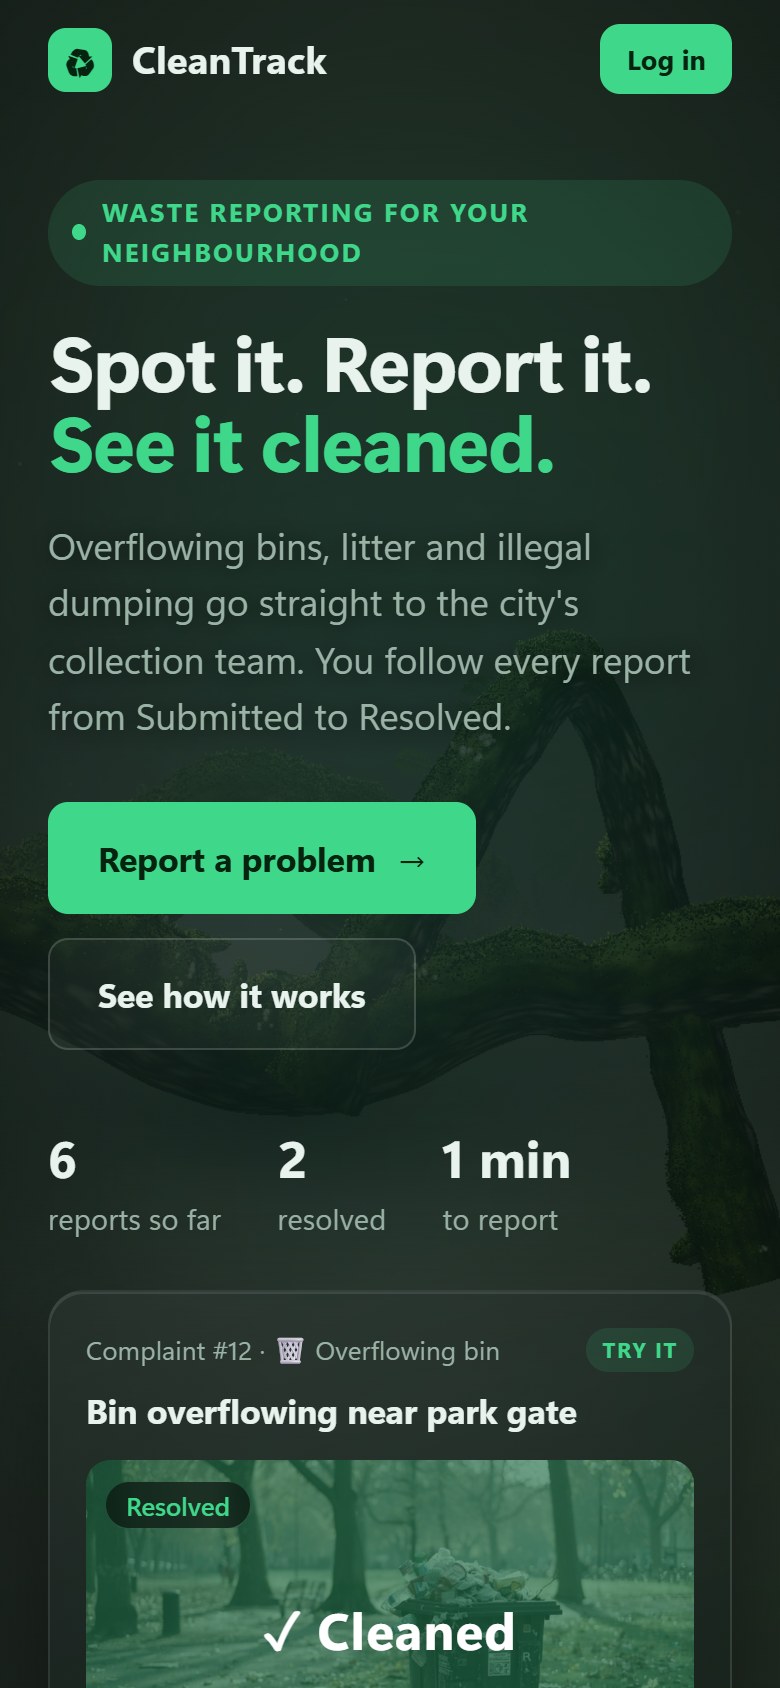 CleanTrack
Log in
WASTE REPORTING FOR YOUR
NEIGHBOURHOOD
Spot it. Report it.
See it cleaned.
Overflowing bins, litter and illegal
dumping go straight to the city's
collection team. You follow every report
from Submitted to Resolved.
Report a problem →
See how it works
6
reports so far
2
resolved
1 min
to report
Complaint #12 · 🗑️ Overflowing bin
TRY IT
Bin overflowing near park gate
Resolved
✓ Cleaned